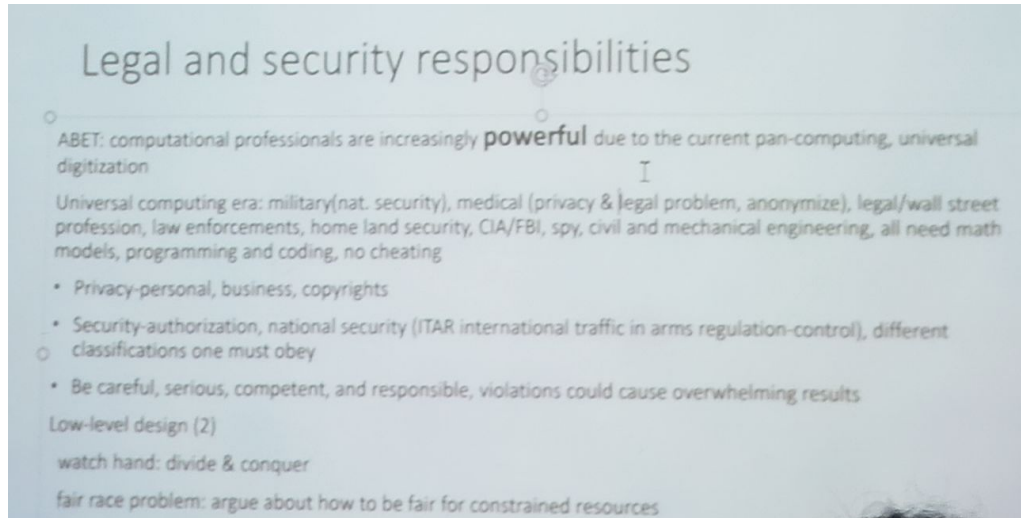 Legal and security responsibilities
ABET: computational professionals are increasingly powerful due to the current pan-computing, universal
digitization
Universal computing era: military(nat. security), medical (privacy & legal problem, anonymize), legal/wall street
profession, law enforcements, home land security, CIA/FBI, spy, civil and mechanical engineering, all need math
models, programming and coding, no cheating
• Privacy-personal, business, copyrights
• Security-authorization, national security (ITAR international traffic in arms regulation-control), different
classifications one must obey
• Be careful, serious, competent, and responsible, violations could cause overwhelming results
Low-level design (2)
watch hand: divide & conquer
fair race problem: argue about how to be fair for constrained resources